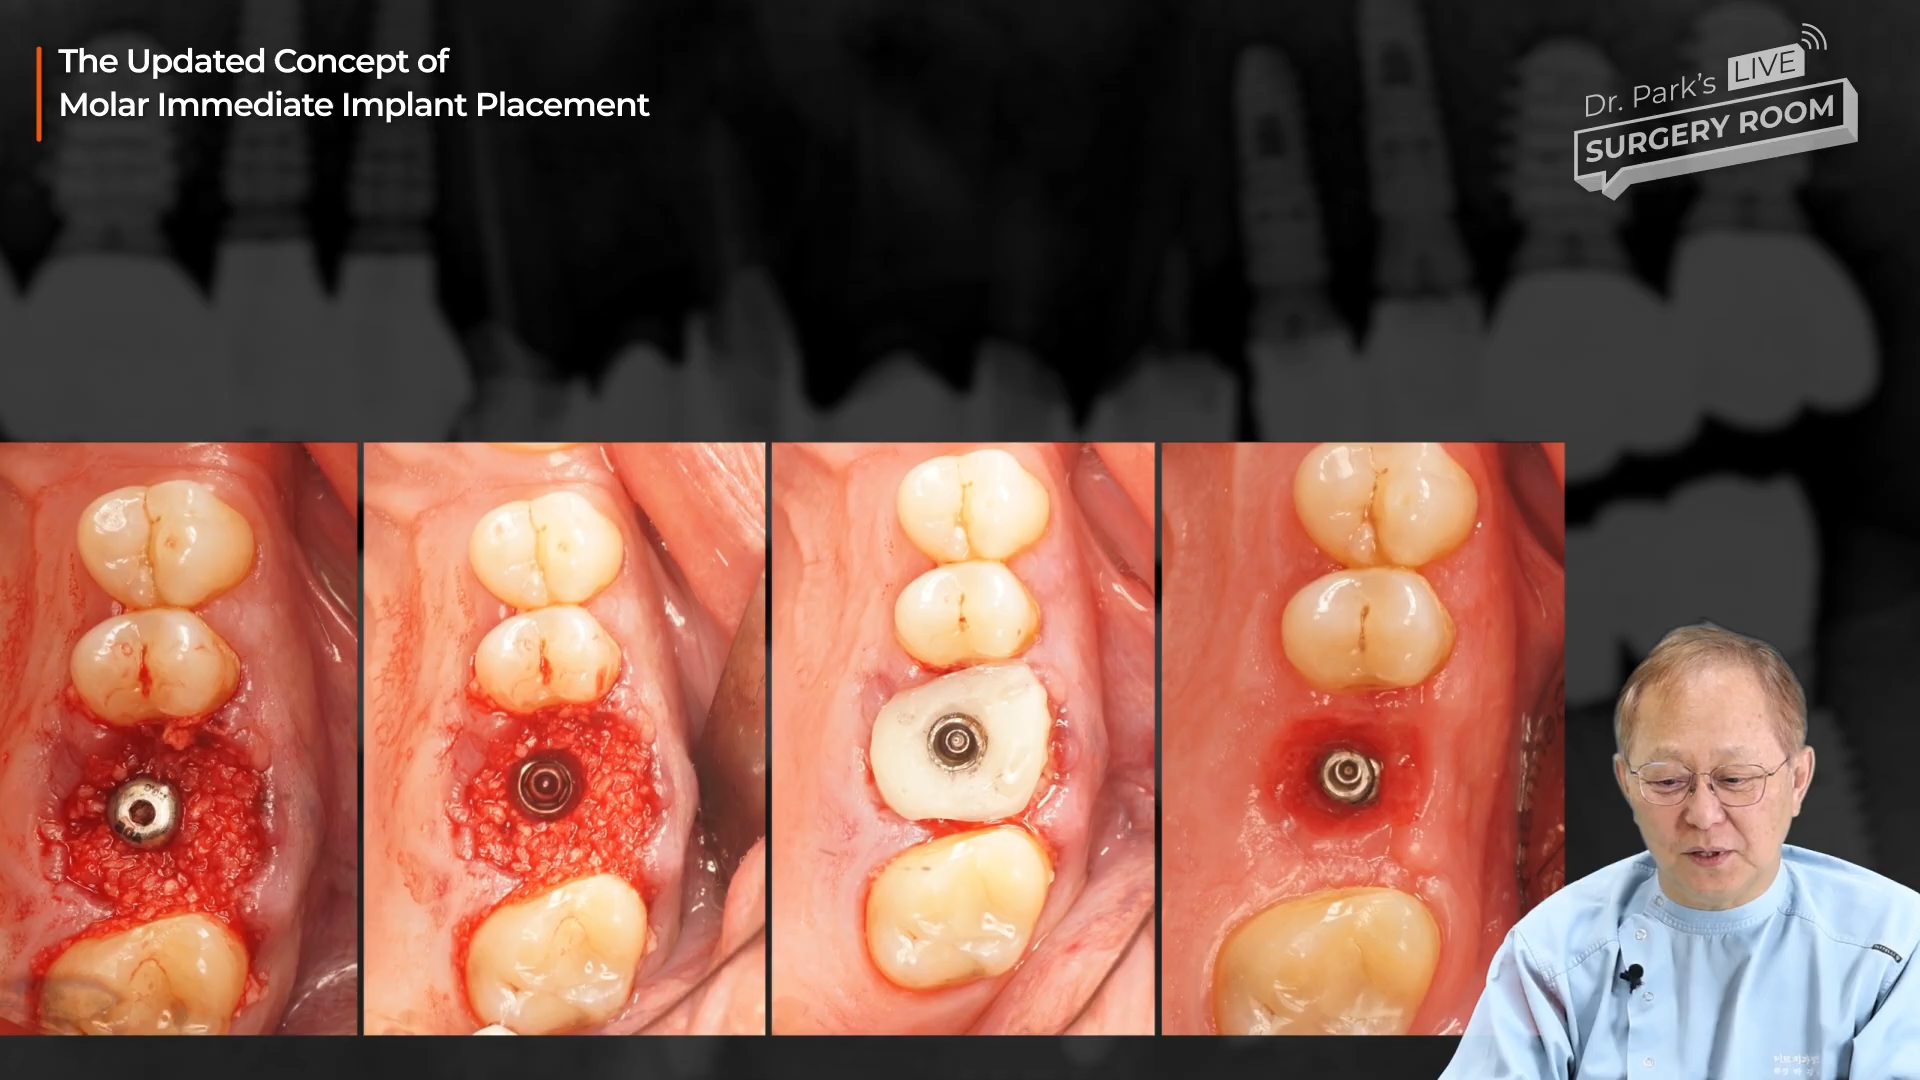 The Updated Concept of
Molar Immediate Implant Placement
Dr. Park's LIVE
SURGERY ROOM